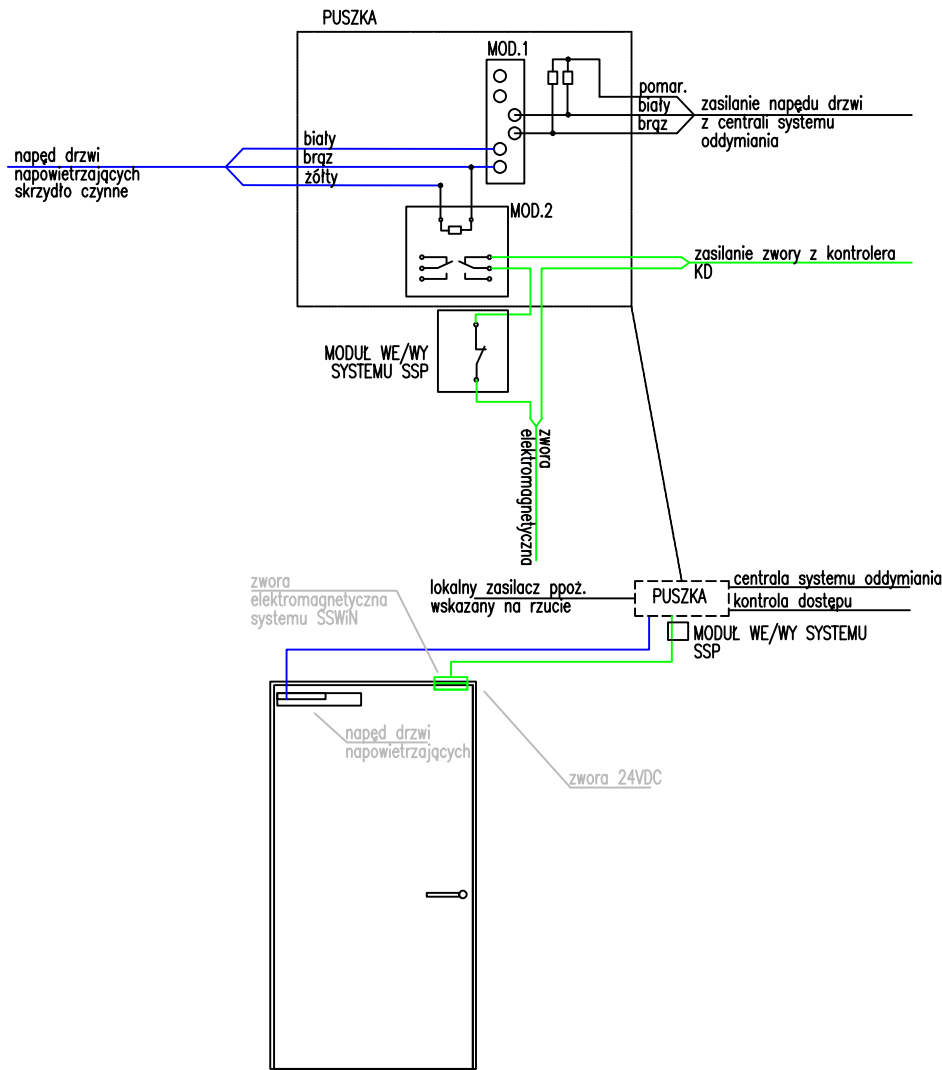 PUSZKA
MOD.1
pomar.
biały
brąz
zasilanie napędu drzwi
z centrali systemu
oddymiania
biały
brąz
żółty
napęd drzwi
napowietrzających
skrzydło czynne
MOD.2
zasilanie zwory z kontrolera
KD
MODUŁ WE/WY
SYSTEMU SSP
zwora
elektromagnetyczna
zwora
elektromagnetyczna
systemu SSWiN
lokalny zasilacz ppoż.
wskazany na rzucie
PUSZKA
centrala systemu oddymiania
kontrola dostępu
MODUŁ WE/WY SYSTEMU
SSP
napęd drzwi
napowietrzających
zwora 24VDC